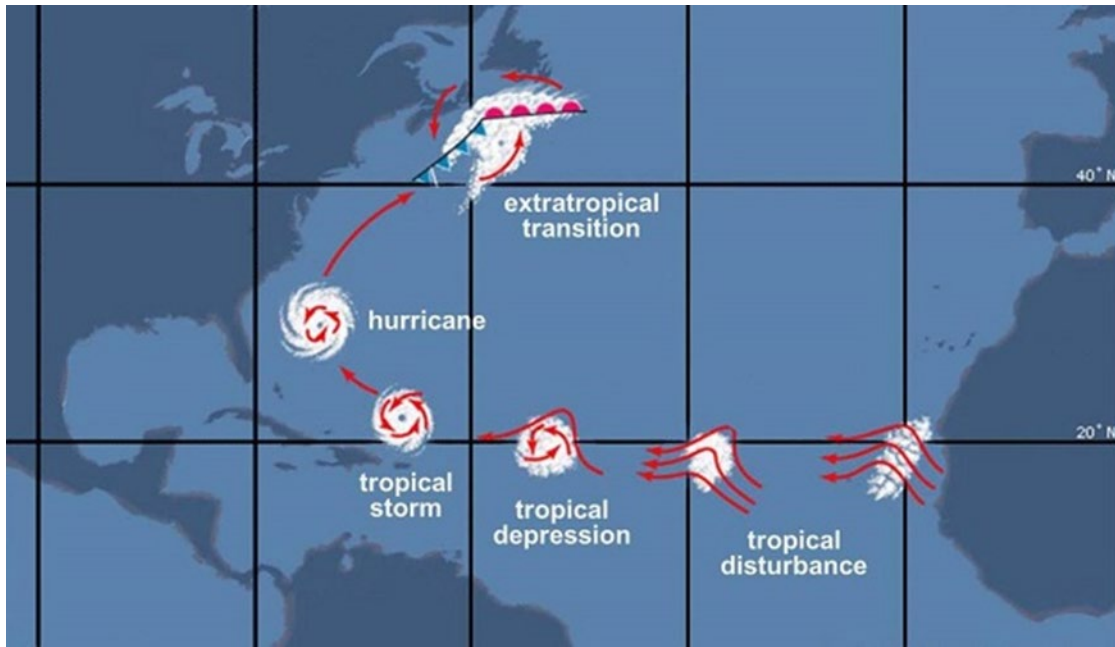 40° N
extratropical
transition
hurricane
20° N
tropical
storm
tropical
depression
tropical
disturbance